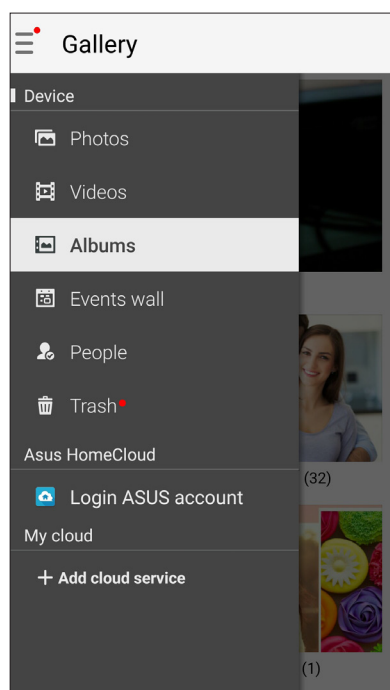 Gallery
Device
Photos
Videos
Albums
Events wall
People
Trash
Asus HomeCloud
(32)
Login ASUS account
My cloud
+ Add cloud service
(1)